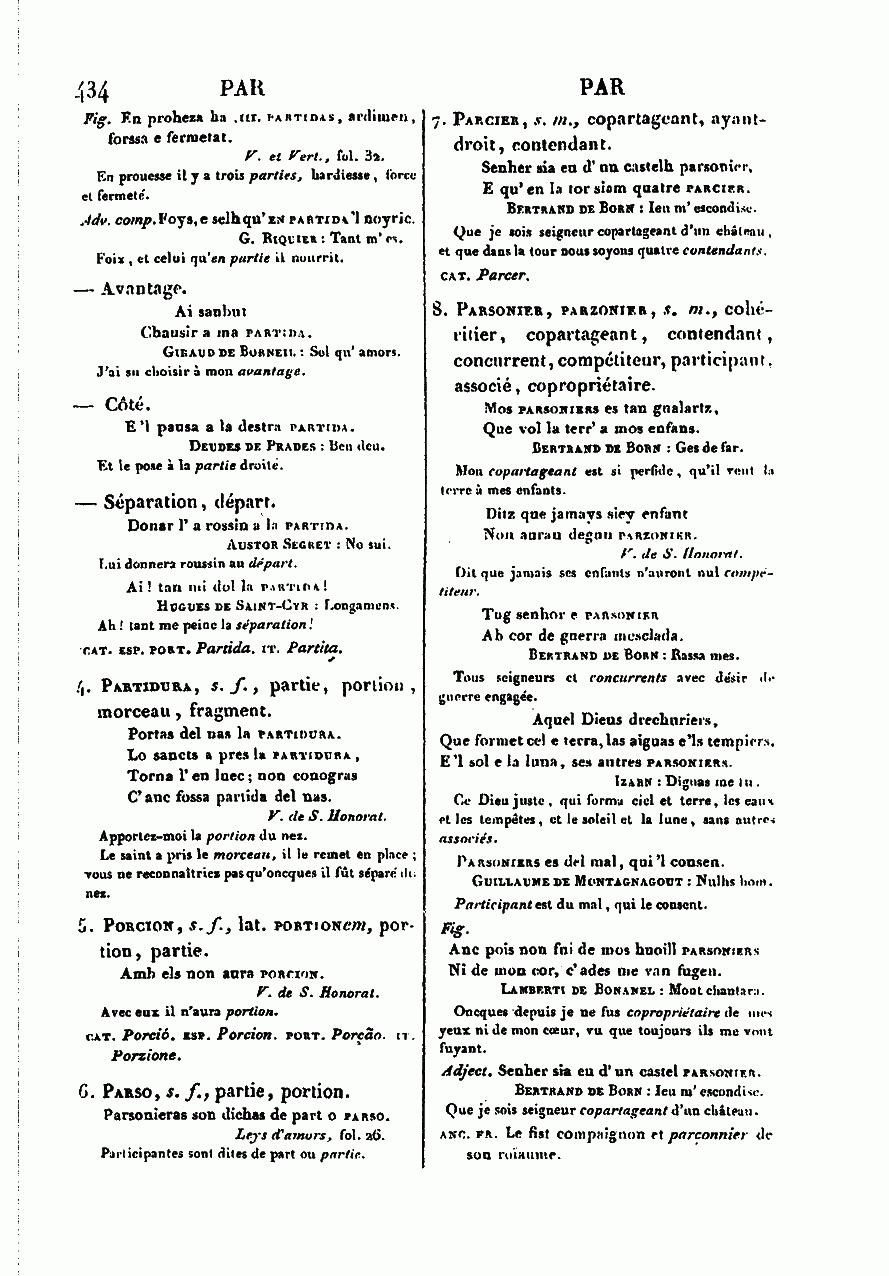 434 PAR PAR
Fig. En prohеza ha .III. PARTIDAS, ardimen,
forssa e fermetat.
V. et Vert., fol. 32.
En prouesse il y a trois parties, hardiesse, force
et fermeté.
Adv. comp. Foys, e selh qu'EN PARTIDA'l noyric.
G. RIQUIER : Tant m'es.
Foix, et celui qu'en partie il nourrit.
— Avantage.
Ai sanbut
Chausir a ma PARTIDA.
GIRAUD DE BORNEIL : Sol qu'amors.
J'ai su choisir à mon avantage.
— Côté.
E'l pausa a la destra PARTIDA.
DEUDES DE PRADES : Ben deu.
Et le pose à la partie droite.
— Séparation, départ.
Donar l'a rossin a la PARTIDA.
AUSTOR SEGRET : No sui.
Lui donnera roussin au départ.
Ai! tan mi dol la PARTIDA!
HUGUES DE SAINT-CYR : Longamens.
Ah! tant me peine la séparation!
CAT. ESP. PORT. Partida. IT. Partita.
4. PARTIDURA, s. f., partie, portion,
morceau, fragment.
Portas del nas la PARTIDURA.
Lo sancts a pres la PARTIDURA,
Torna l'en luec; non conogras
C'anc fossa partida del nas.
V. de S. Honorat.
Apportez-moi la portion du nez.
Le saint a pris le morceau, il le remet en place;
vous ne reconnaîtriez pas qu'oncques il fût séparé du
nez.
5. PORCION, s. f., lat. PORTIONem, por-
tion, partie.
Amb els non aura PORCION.
V. de S. Honorat.
Avec eux il n'aura portion.
CAT. Porció. ESP. Porcion. PORT. Porção. IT.
Porzione.
6. PARSO, s. f., partie, portion.
Parsonieras son dichas de part o PARSO.
Leys d'amors, fol. 26.
Participantes sont dites de part ou partie.
7. PARCIER, s. m., copartageant, ayant-
droit, contendant.
Senher sia eu d'un castelh parsonier,
E qu'en la tor siam quatre PARCIER.
BERTRAND DE BORN : Ieu m'escondisc.
Que je sois seigneur copartageant d'un château,
et que dans la tour nous soyons quatre contendants.
CAT. Parcer.
8. PARSONIER, PARZONIER, s. m., cohé-
ritier, copartageant, contendant,
concurrent, compétiteur, participant,
associé, copropriétaire.
Mos PARSONIERS es tan gualartz,
Que vol la terr'a mos enfans.
BERTRAND DE BORN : Ges de far.
Mon copartageant est si perfide, qu'il veut la
terre à mes enfants.
Ditz que jamays siey enfant
Non auran degun PARZONIER.
V. de S. Honorat.
Dit que jamais ses enfants n'auront nul compé-
titeur.
Tug senhor e PARSONIER
Ab cor de guerra mesclada.
BERTRAND DE BORN : Rassa mes.
Tous seigneurs et concurrents avec désir de
guerre engagée.
Aquel Dieus drechuriers,
Que formet cel e terra, las aiguas e'ls tempiers,
E'l sol e la luna, ses autres PARSONIERS.
IZARN : Diguas me tu.
Ce Dieu juste, qui forma ciel et terre, les eaux
et les tempêtes, et le soleil et la lune, sans autres
associés.
PARSONIERS es del mal, qui'l consen.
GUILLAUME DE MONTAGNAGOUT : Nulhs hom.
Participant est du mal, qui le consent.
Fig.
Anc pois non fui de mos huoill PARSONIERS
Ni de mon cor, c'ades me van fugen.
LAMBERTI DE BONANEL : Mout chantara.
Oncques depuis je ne fus copropriétaire de mes
yeux ni de mon cœur, vu que toujours ils me vont
fuyant.
Adject. Senher sia eu d'un castel PARSONIER.
BERTRAND DE BORN : Ieu m'escondisc.
Que je sois seigneur copartageant d'un château.
ANC. FR. Le fist compaignon et parçonnier de
son roïaume.